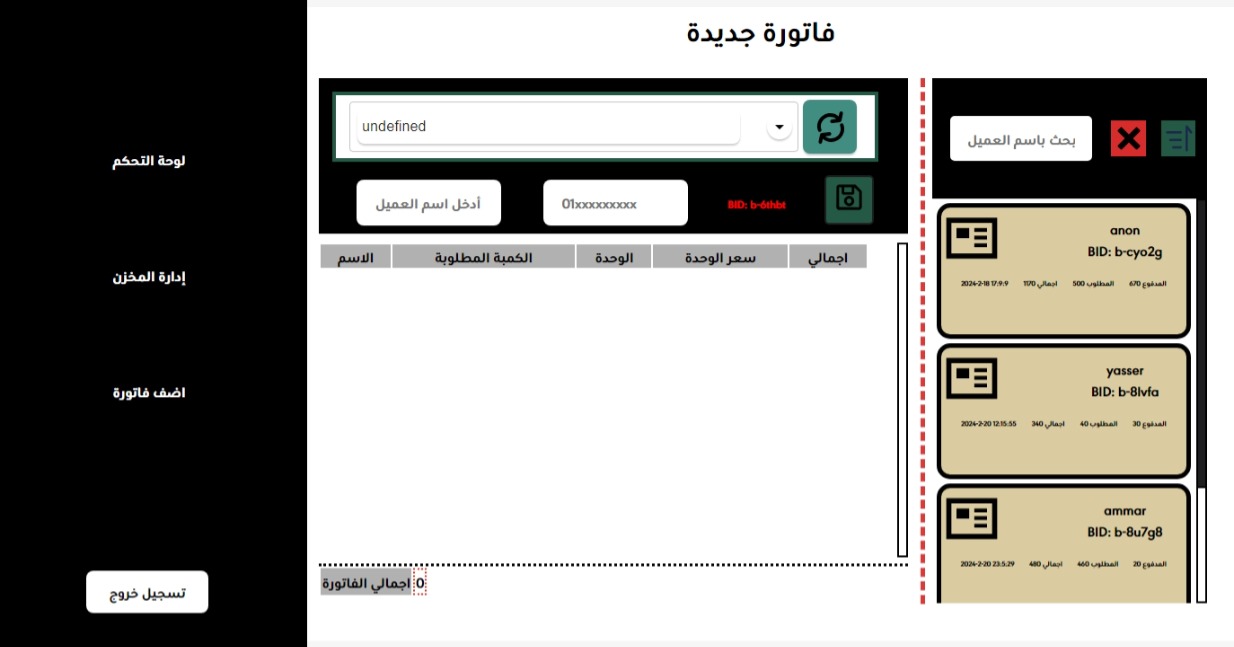 فاتورة جديدة
لوحة التحكم
إدارة المخزن
اضف فاتورة
تسجيل خروج
undefined
أدخل اسم العميل
01xxxxxxxxx
BID: b-6thbt
الاسم
الكمبة المطلوبة
الوحدة
سعر الوحدة
اجمالي
اجمالي الفاتورة 0
بحث باسم العميل
anon
BID: b-cyo2g
المدفوع 670 المطلوب 500 اجمالي 1170 2024-2-18 17:9:9
yasser
BID: b-8lvfa
المدفوع 30 المطلوب 40 اجمالي 340 2024-2-20 12:15:55
ammar
BID: b-8u7g8
المدفوع 20 المطلوب 460 اجمالي 480 2024-2-20 23:5:29